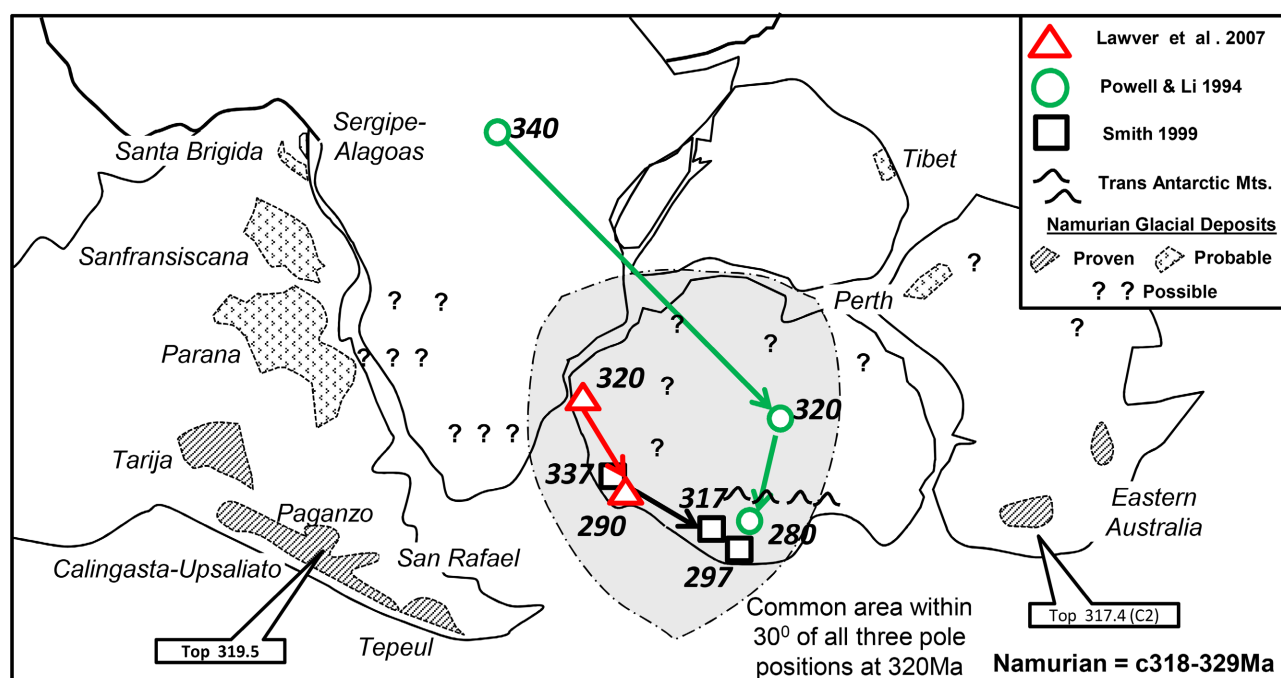 Lawver et al . 2007
Powell & Li 1994
Smith 1999
Trans Antarctic Mts.
Namurian Glacial Deposits
Proven
Probable
? ? Possible
Sergipe-
Alagoas
Santa Brigida
340
Tibet
Sanfransiscana
?
? ?
Perth
?
?
?
?
Parana
? ? ?
?
?
320
320
? ? ?
?
Tarija
337
317
Eastern
Australia
Paganzo
290
280
San Rafael
Calingasta-Upsaliato
297
Common area within
30⁰ of all three pole
positions at 320Ma
Top 317.4 (C2)
Tepeul
Top 319.5
Namurian = c318-329Ma